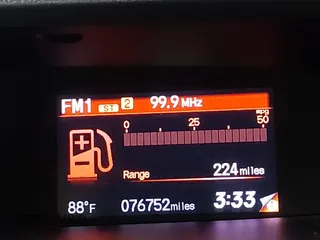 FM1 ST 2 99.9 MHz
mpg
0 25 50
Range 224 miles
88°F 076752 miles 3:33